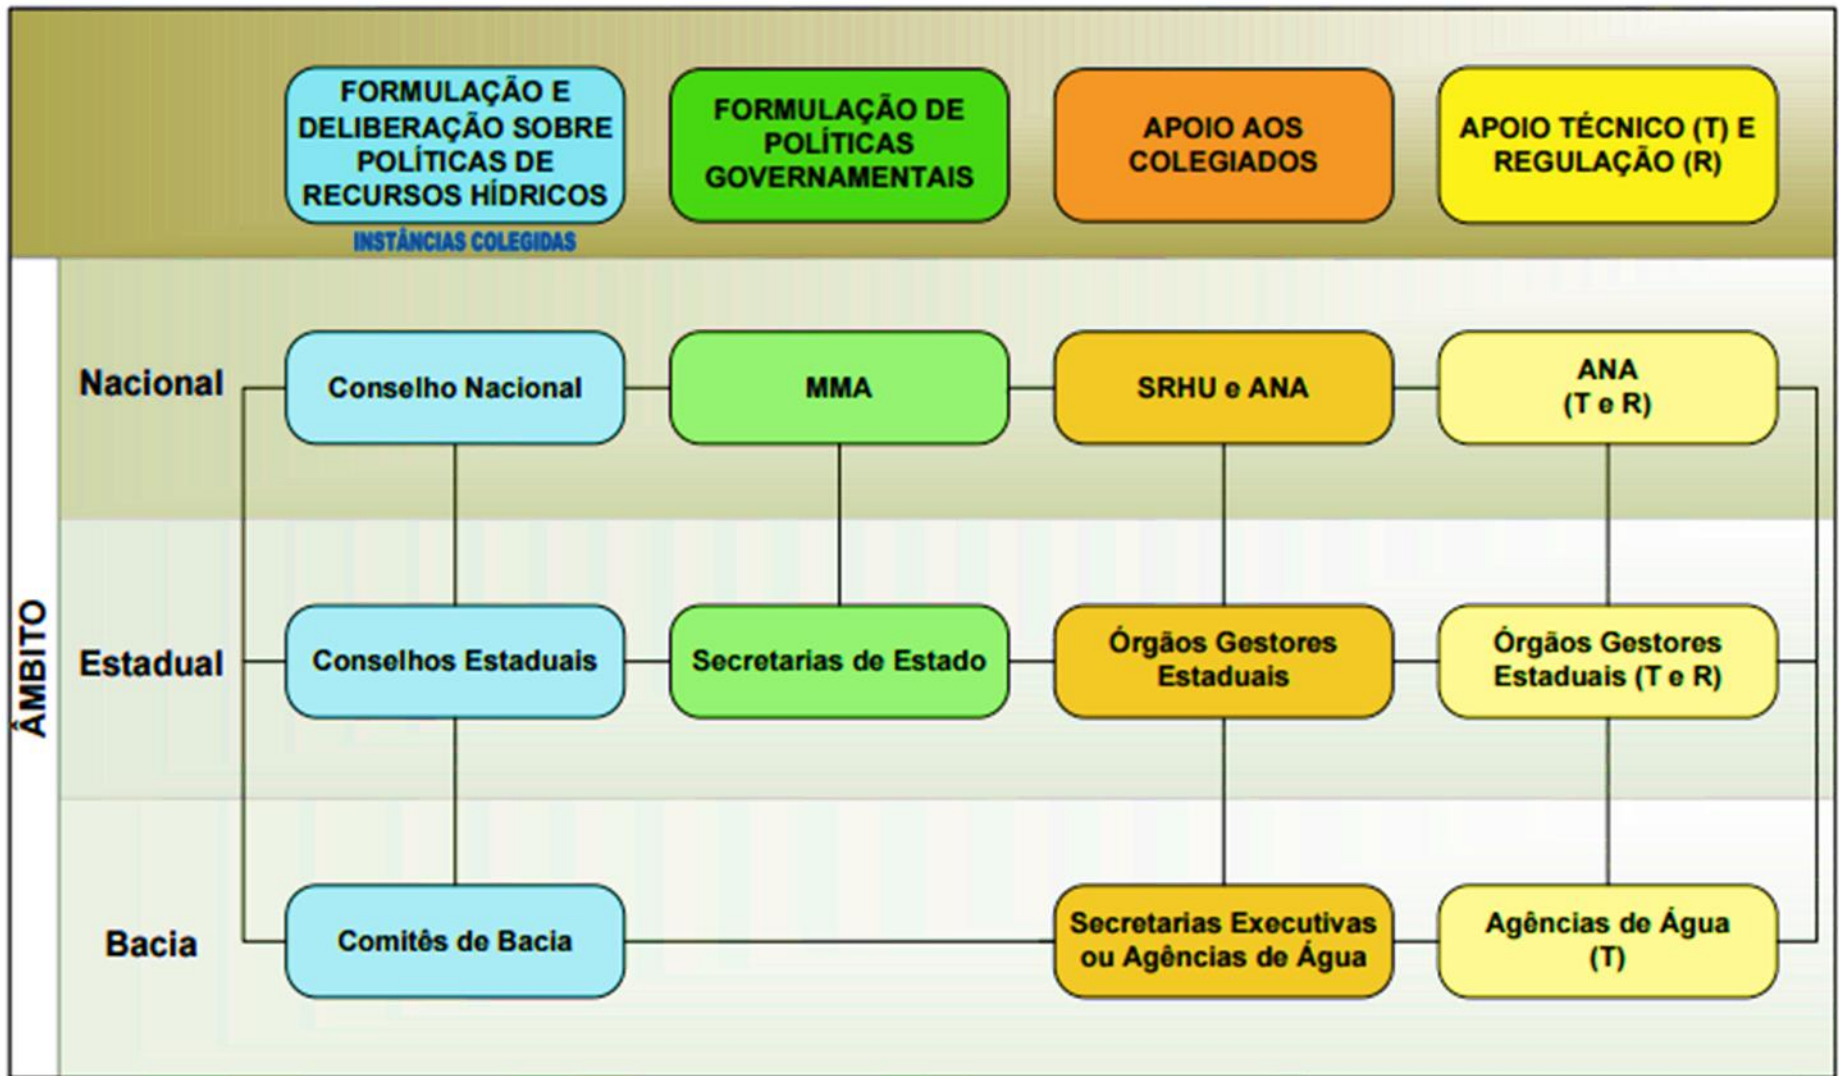 FORMULAÇÃO E
DELIBERAÇÃO SOBRE
POLÍTICAS DE
RECURSOS HÍDRICOS
INSTÂNCIAS COLEGIDAS
FORMULAÇÃO DE
POLÍTICAS
GOVERNAMENTAIS
APOIO AOS
COLEGIADOS
APOIO TÉCNICO (T) E
REGULAÇÃO (R)
ÂMBITO
Nacional
Conselho Nacional
MMA
SRHU e ANA
ANA
(T e R)
Estadual
Conselhos Estaduais
Secretarias de Estado
Órgãos Gestores
Estaduais
Órgãos Gestores
Estaduais (T e R)
Bacia
Comitês de Bacia
Secretarias Executivas
ou Agências de Água
Agências de Água
(T)